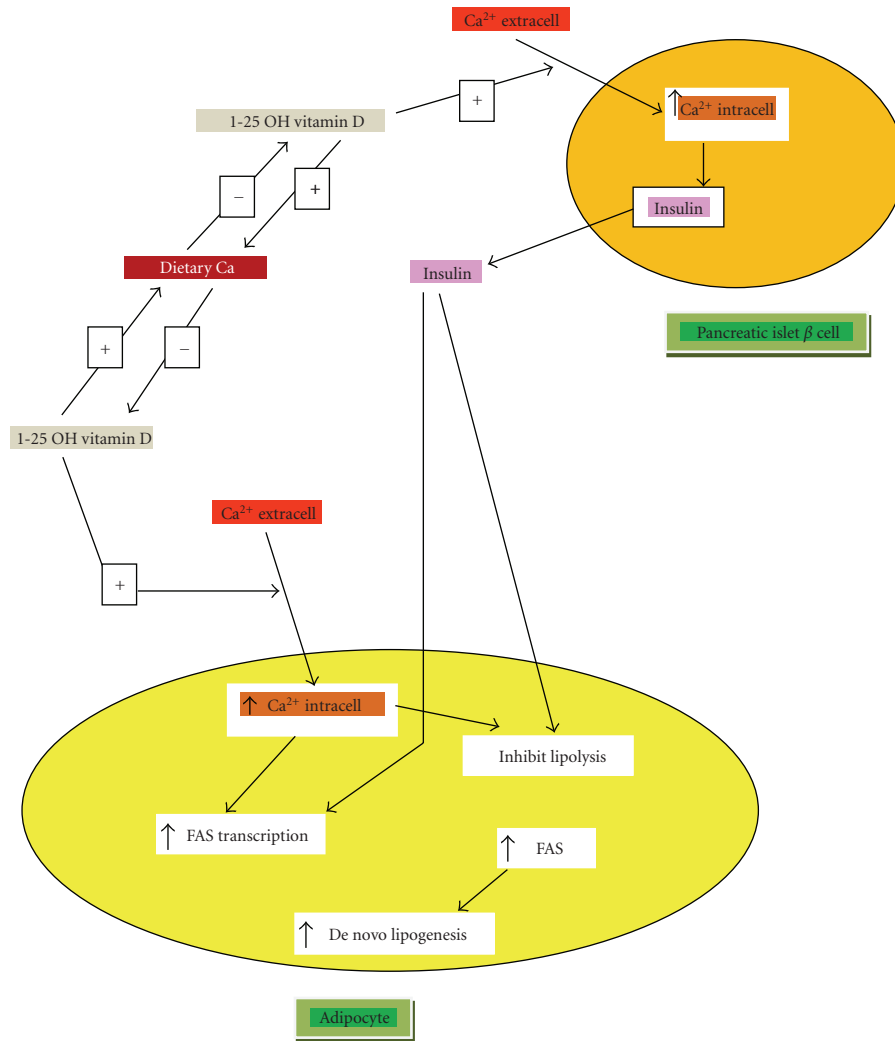 Ca²⁺ extracell
↑ Ca²⁺ intracell
1-25 OH vitamin D
+
−
+
Insulin
Dietary Ca
Insulin
Pancreatic islet β cell
+
−
1-25 OH vitamin D
Ca²⁺ extracell
+
↑ Ca²⁺ intracell
Inhibit lipolysis
↑ FAS transcription
↑ FAS
↑ De novo lipogenesis
Adipocyte